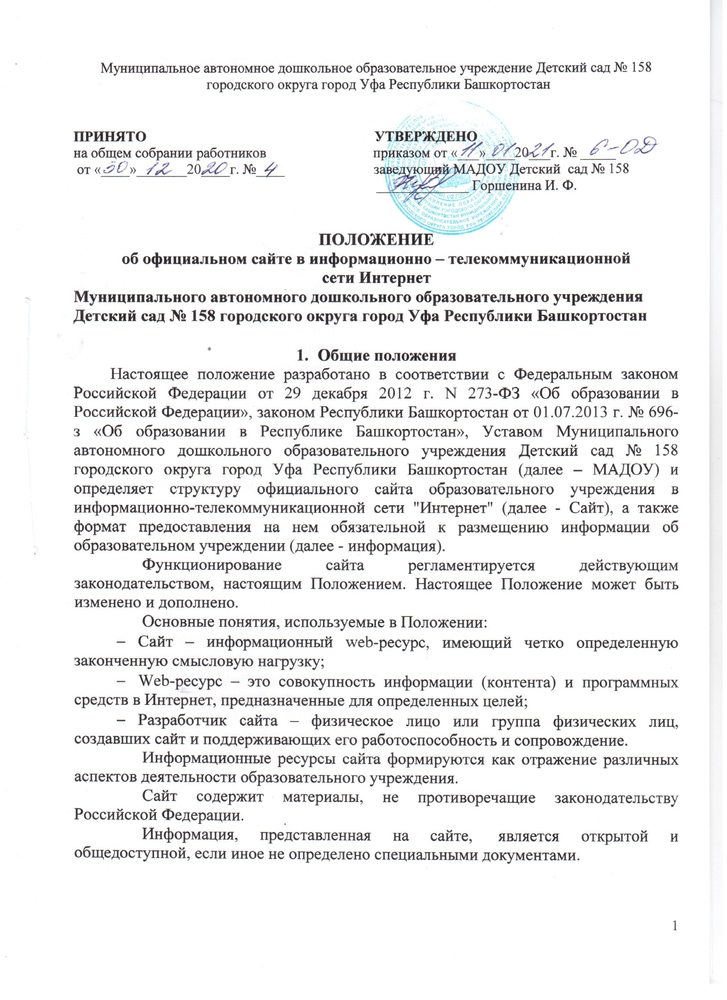 Муниципальное автономное дошкольное образовательное учреждение Детский сад № 158
городского округа город Уфа Республики Башкортостан
ПРИНЯТО
на общем собрании работников
от «30» 12 2020 г. № 4
УТВЕРЖДЕНО
приказом от «11» 01 2021 г. № 6-ОД
заведующий МАДОУ Детский сад № 158
Горшенина И. Ф.
ПОЛОЖЕНИЕ
об официальном сайте в информационно – телекоммуникационной
сети Интернет
Муниципального автономного дошкольного образовательного учреждения
Детский сад № 158 городского округа город Уфа Республики Башкортостан
1. Общие положения
Настоящее положение разработано в соответствии с Федеральным законом
Российской Федерации от 29 декабря 2012 г. N 273-ФЗ «Об образовании в
Российской Федерации», законом Республики Башкортостан от 01.07.2013 г. № 696-
з «Об образовании в Республике Башкортостан», Уставом Муниципального
автономного дошкольного образовательного учреждения Детский сад № 158
городского округа город Уфа Республики Башкортостан (далее – МАДОУ) и
определяет структуру официального сайта образовательного учреждения в
информационно-телекоммуникационной сети "Интернет" (далее - Сайт), а также
формат предоставления на нем обязательной к размещению информации об
образовательном учреждении (далее - информация).
Функционирование сайта регламентируется действующим
законодательством, настоящим Положением. Настоящее Положение может быть
изменено и дополнено.
Основные понятия, используемые в Положении:
– Сайт – информационный web-ресурс, имеющий четко определенную
законченную смысловую нагрузку;
– Web-ресурс – это совокупность информации (контента) и программных
средств в Интернет, предназначенные для определенных целей;
– Разработчик сайта – физическое лицо или группа физических лиц,
создавших сайт и поддерживающих его работоспособность и сопровождение.
Информационные ресурсы сайта формируются как отражение различных
аспектов деятельности образовательного учреждения.
Сайт содержит материалы, не противоречащие законодательству
Российской Федерации.
Информация, представленная на сайте, является открытой и
общедоступной, если иное не определено специальными документами.
1